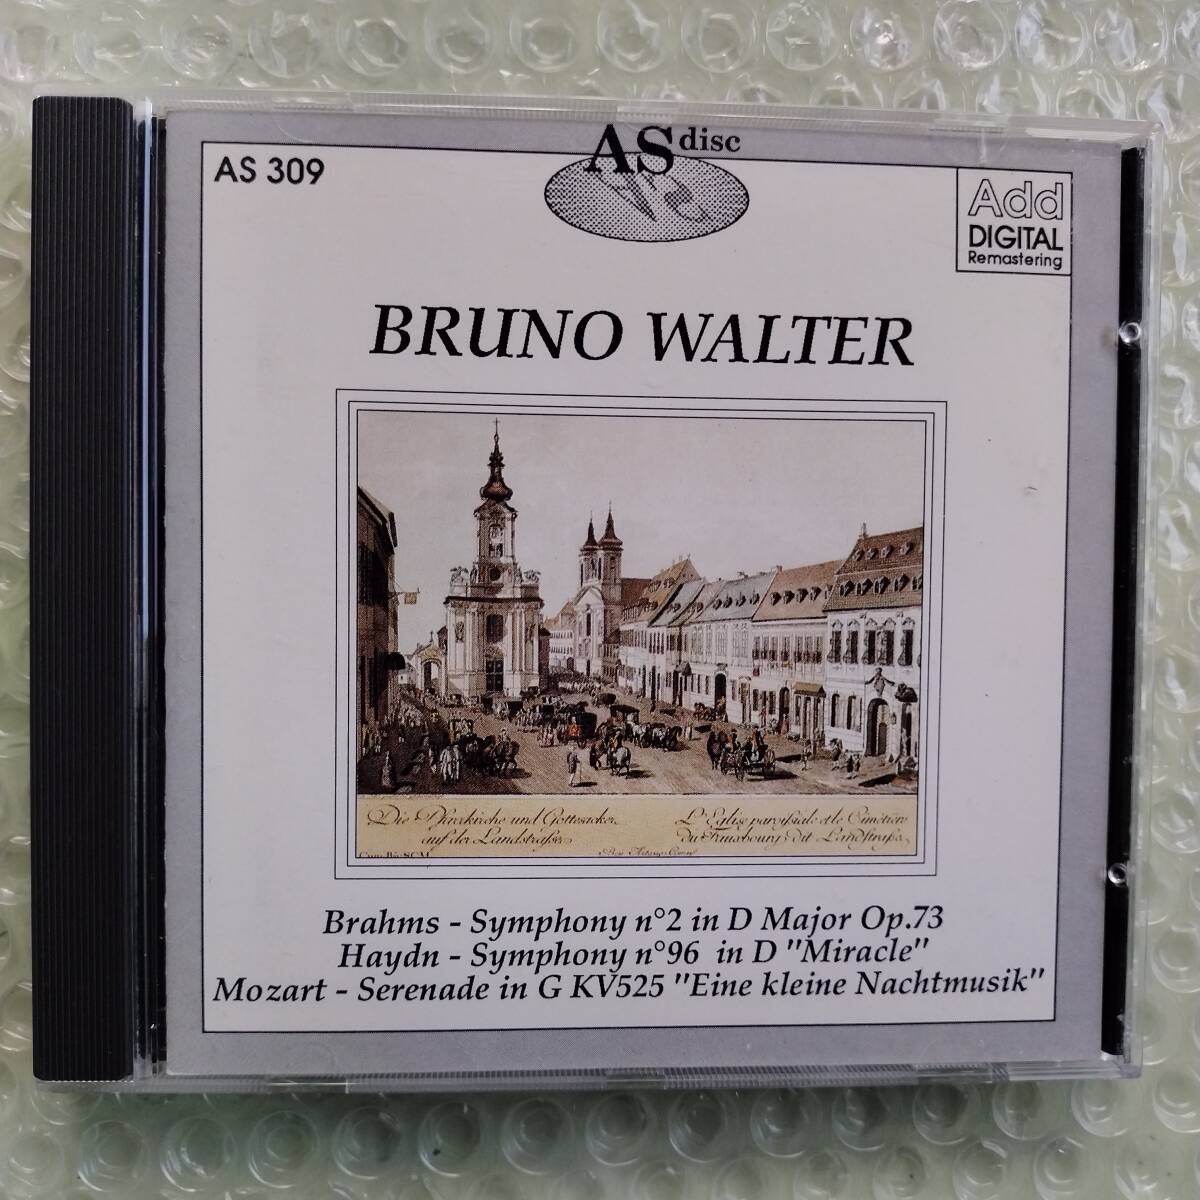 AS disc
AS 309
Add
DIGITAL
Remastering
BRUNO WALTER
Die Pfarrkirche und Gottesacker
auf der Landstraße
L'Eglise paroißiale et le Cimetiere
du Fauxbourg dit Landstraße
Brahms - Symphony n°2 in D Major Op.73
Haydn - Symphony n°96 in D "Miracle"
Mozart - Serenade in G KV525 "Eine kleine Nachtmusik"